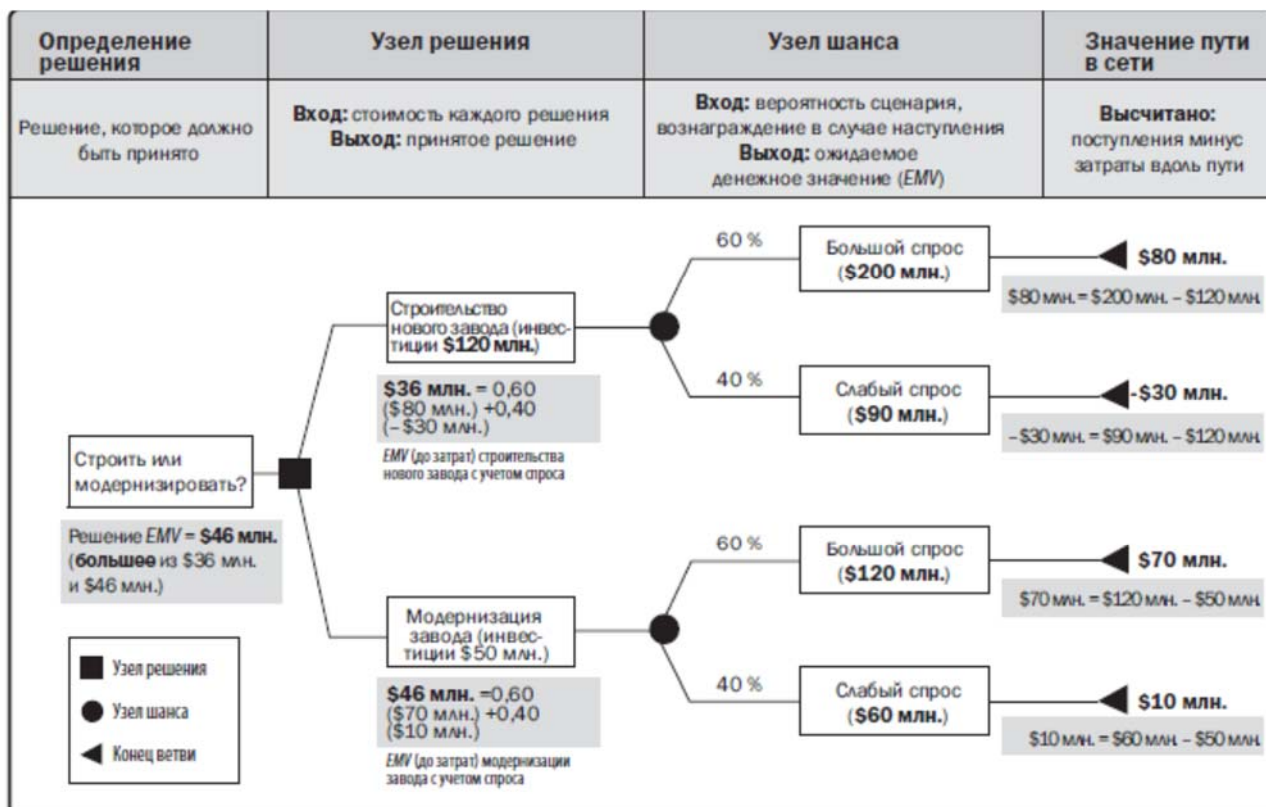 Определение
решения
Узел решения
Узел шанса
Значение пути
в сети
Решение, которое должно
быть принято
Вход: стоимость каждого решения
Выход: принятое решение
Вход: вероятность сценария,
вознаграждение в случае наступления
Выход: ожидаемое
денежное значение (EMV)
Высчитано:
поступления минус
затраты вдоль пути
Строить или
модернизировать?
Решение EMV = $46 млн.
(большее из $36 млн.
и $46 млн.)
Строительство
нового завода (инвес-
тиции $120 млн.)
$36 млн. = 0,60
($80 млн.) +0,40
(– $30 млн.)
EMV (до затрат) строительства
нового завода с учетом спроса
60 %
Большой спрос
($200 млн.)
$80 млн.
$80 млн. = $200 млн. – $120 млн.
40 %
Слабый спрос
($90 млн.)
-$30 млн.
– $30 млн. = $90 млн. – $120 млн.
Модернизация
завода (инвес-
тиции $50 млн.)
$46 млн. =0,60
($70 млн.) +0,40
($10 млн.)
EMV (до затрат) модернизации
завода с учетом спроса
60 %
Большой спрос
($120 млн.)
$70 млн.
$70 млн. = $120 млн. – $50 млн.
40 %
Слабый спрос
($60 млн.)
$10 млн.
$10 млн. = $60 млн. – $50 млн.
Узел решения
Узел шанса
Конец ветви